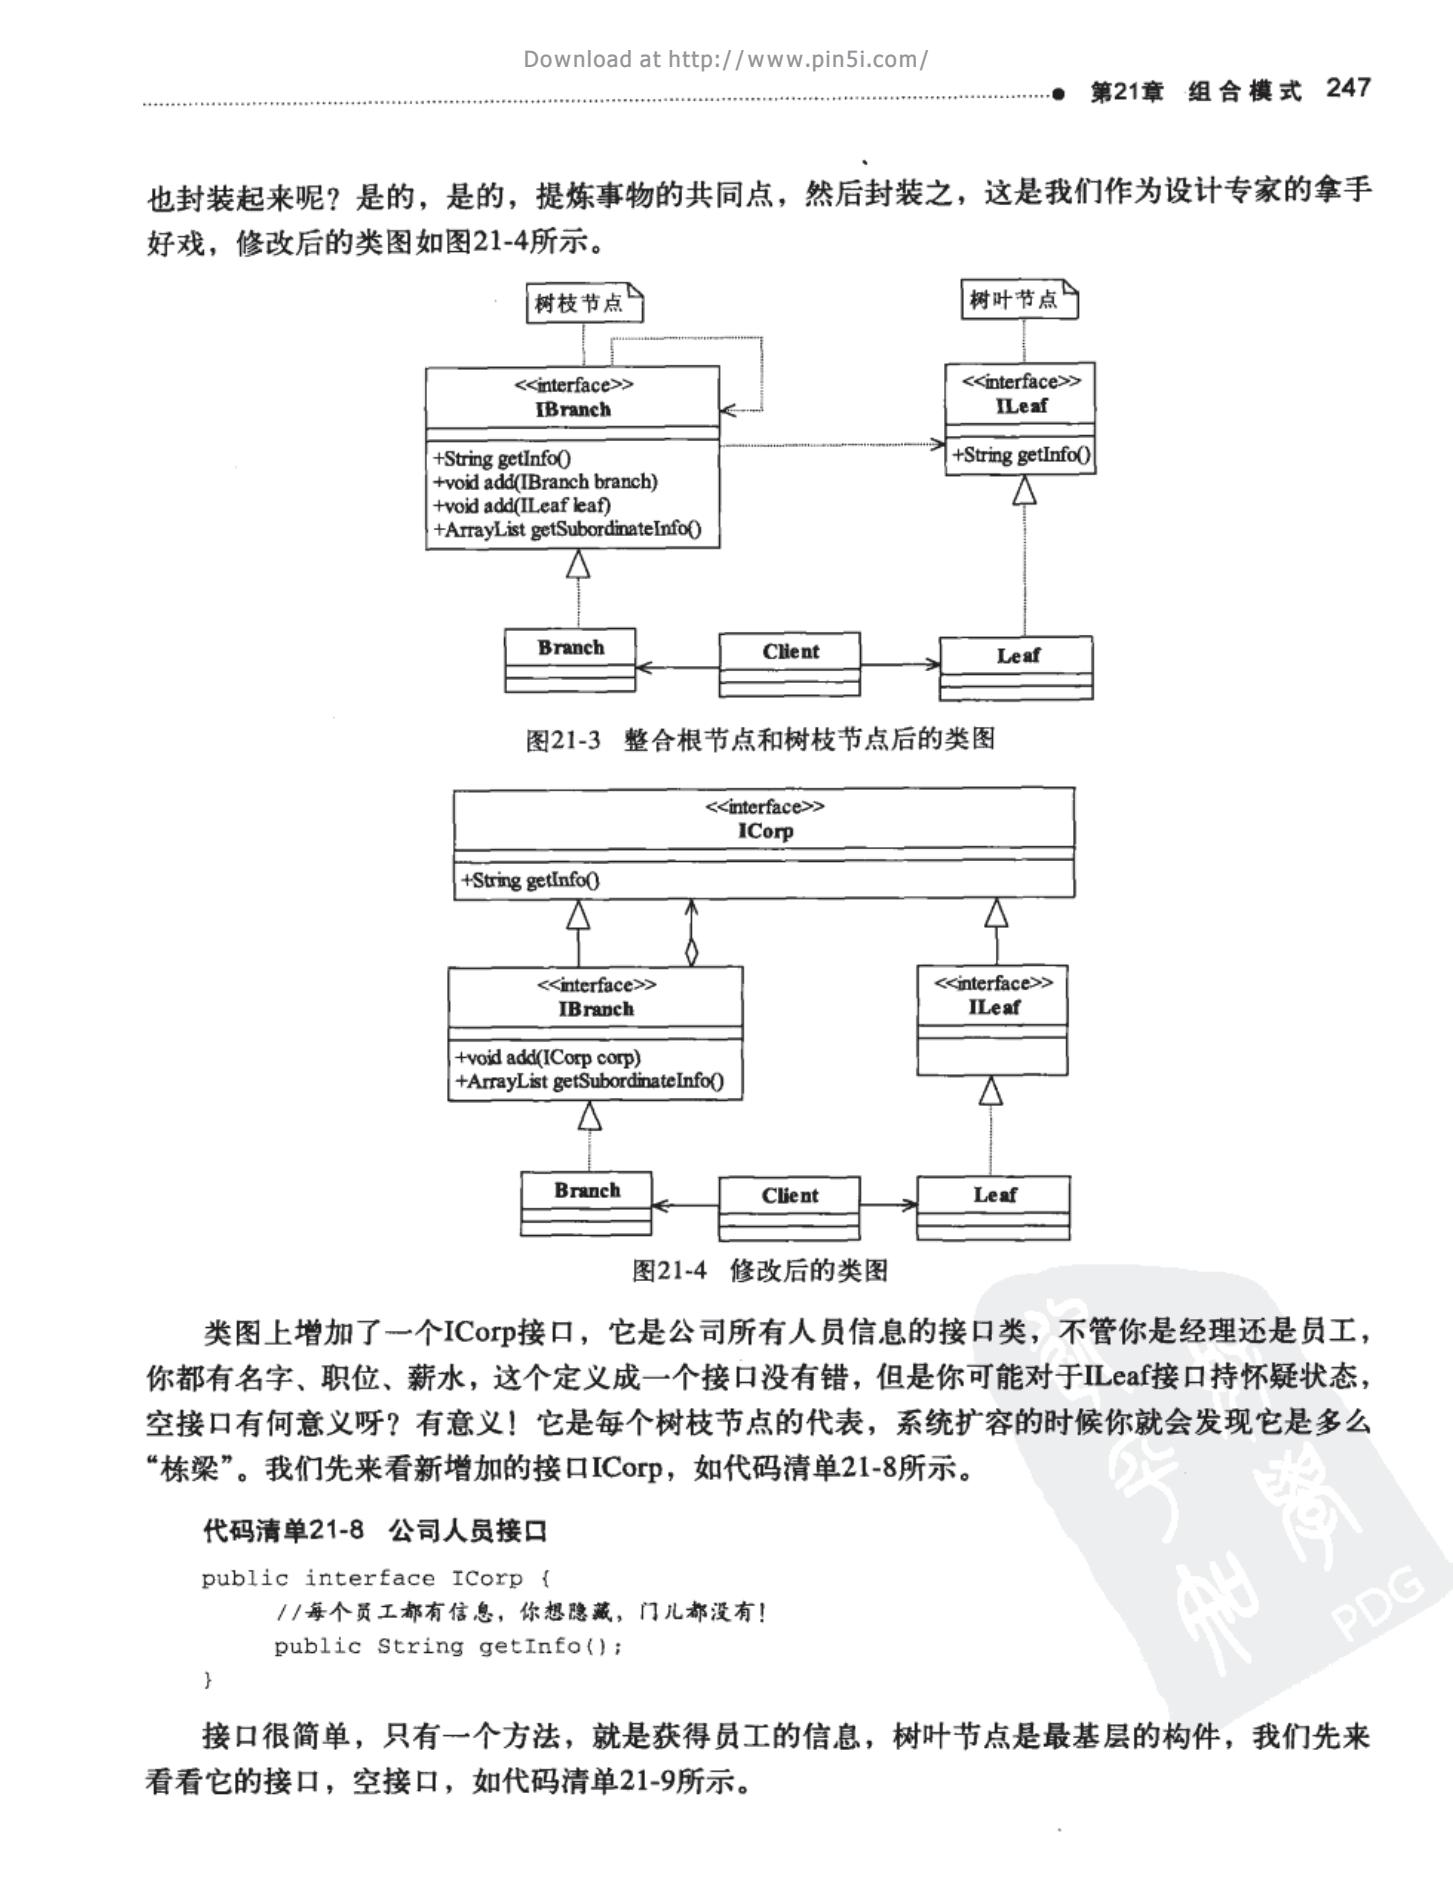 Download at http://www.pin5i.com/
第21章 组合模式 247
也封装起来呢？是的，是的，提炼事物的共同点，然后封装之，这是我们作为设计专家的拿手
好戏，修改后的类图如图21-4所示。
树枝节点
树叶节点
<<interface>>
IBranch
+String getInfo()
+void add(IBranch branch)
+void add(ILeaf leaf)
+ArrayList getSubordinateInfo()
<<interface>>
ILeaf
+String getInfo()
Branch
Client
Leaf
图21-3 整合根节点和树枝节点后的类图
<<interface>>
ICorp
+String getInfo()
<<interface>>
IBranch
+void add(ICorp corp)
+ArrayList getSubordinateInfo()
<<interface>>
ILeaf
Branch
Client
Leaf
图21-4 修改后的类图
类图上增加了一个ICorp接口，它是公司所有人员信息的接口类，不管你是经理还是员工，
你都有名字、职位、薪水，这个定义成一个接口没有错，但是你可能对于ILeaf接口持怀疑状态，
空接口有何意义呀？有意义！它是每个树枝节点的代表，系统扩容的时候你就会发现它是多么
“栋梁”。我们先来看新增加的接口ICorp，如代码清单21-8所示。
代码清单21-8 公司人员接口
public interface ICorp {
//每个员工都有信息，你想隐藏，门儿都没有！
public String getInfo();
}
接口很简单，只有一个方法，就是获得员工的信息，树叶节点是最基层的构件，我们先来
看看它的接口，空接口，如代码清单21-9所示。
PDG